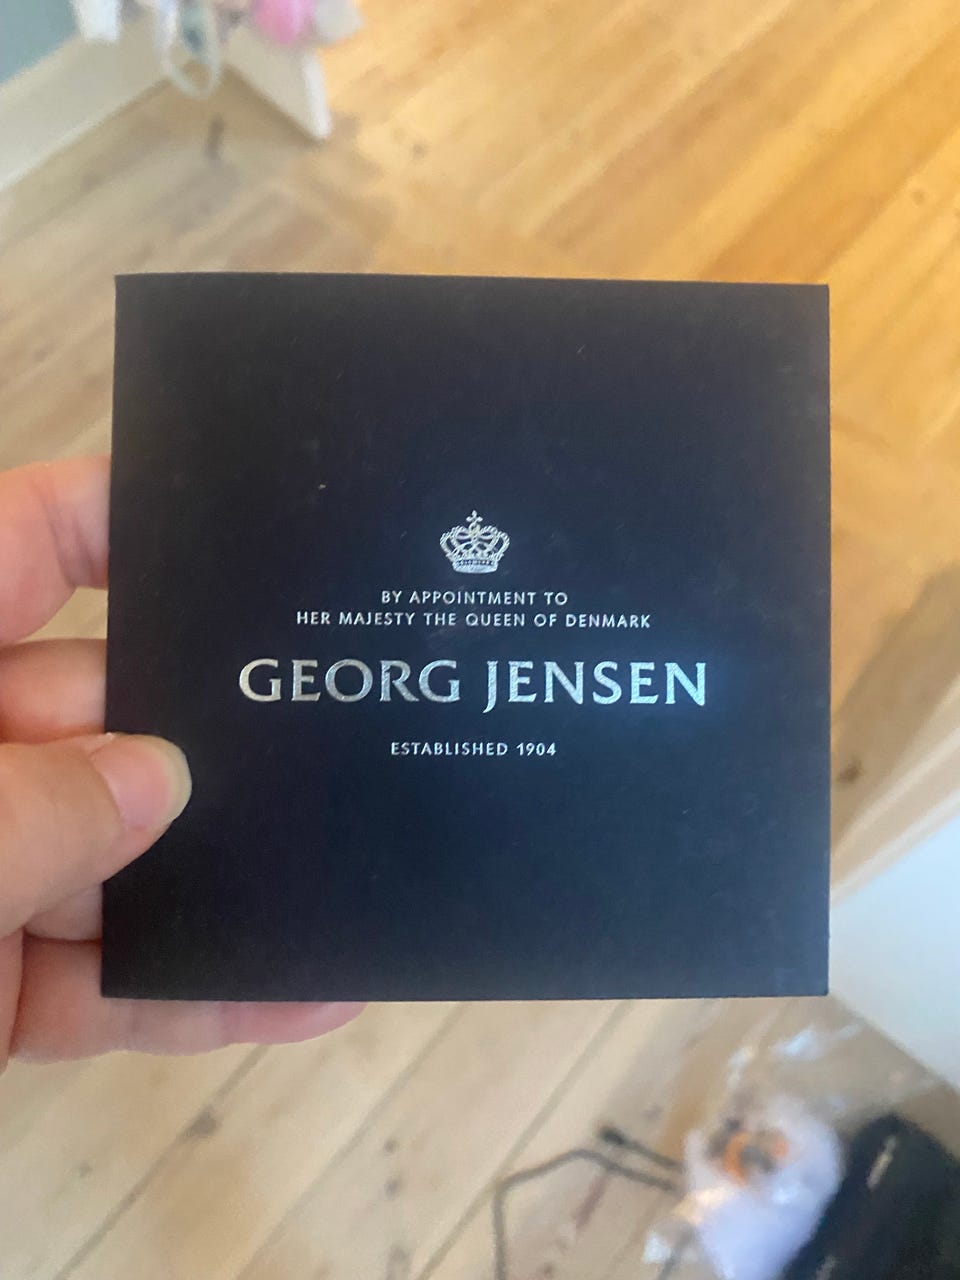 BY APPOINTMENT TO
HER MAJESTY THE QUEEN OF DENMARK
GEORG JENSEN
ESTABLISHED 1904